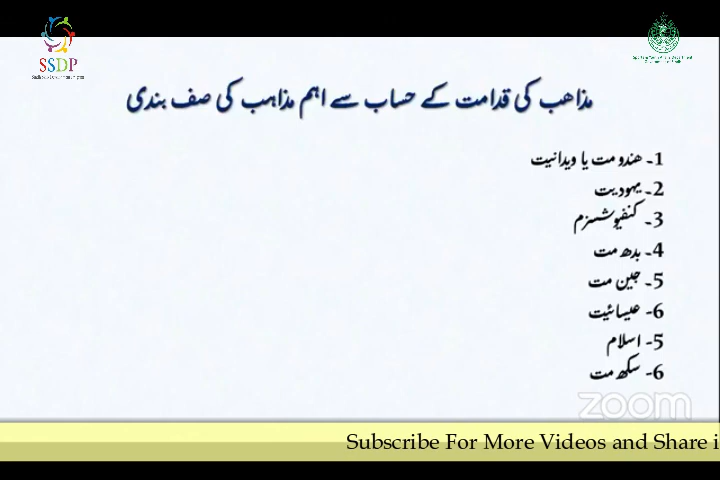 SSDP
مذاھب کی قدامت کے حساب سے اہم مذاہب کی صف بندی
1- ھندو مت یا ویدانیت
2- یہودیت
3- کنفیوشسزم
4- بدھ مت
5- جین مت
6- عیسائیت
5- اسلام
6- سکھ مت
zoom
Subscribe For More Videos and Share i